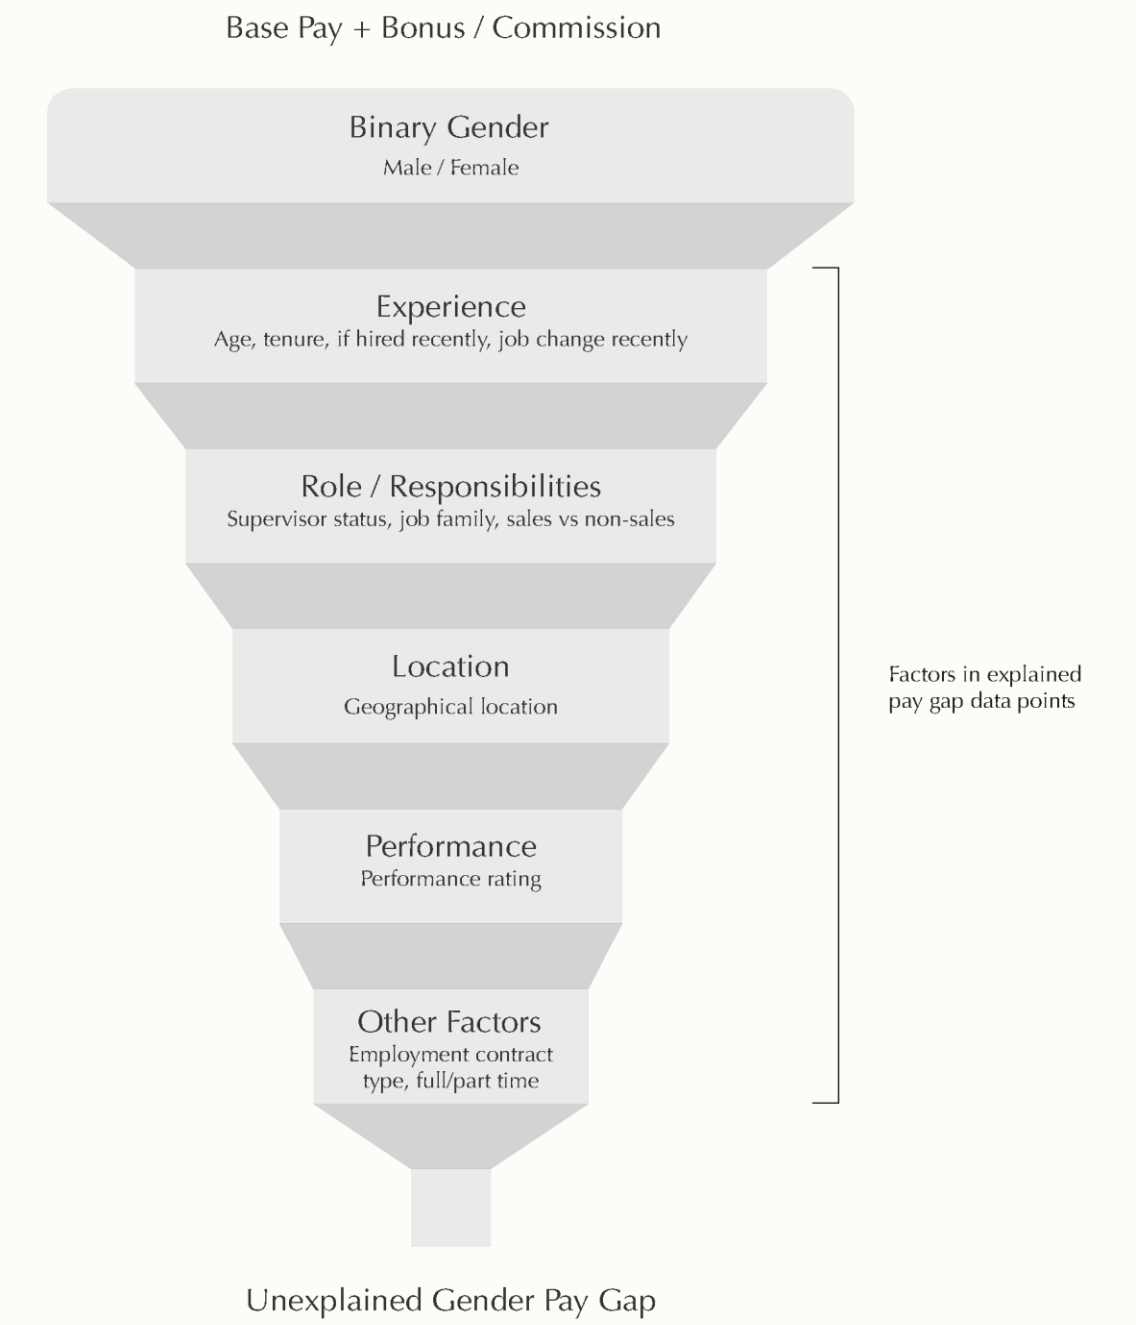 Base Pay + Bonus / Commission
Binary Gender
Male / Female
Experience
Age, tenure, if hired recently, job change recently
Role / Responsibilities
Supervisor status, job family, sales vs non-sales
Location
Geographical location
Factors in explained
pay gap data points
Performance
Performance rating
Other Factors
Employment contract
type, full/part time
Unexplained Gender Pay Gap